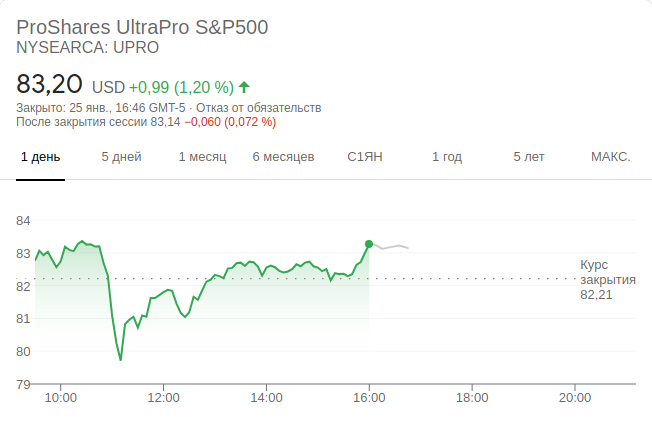 ProShares UltraPro S&P500
NYSEARCA: UPRO
83,20 USD +0,99 (1,20 %)
Закрыто: 25 янв., 16:46 GMT-5 · Отказ от обязательств
После закрытия сессии 83,14 −0,060 (0,072 %)
1 день 5 дней 1 месяц 6 месяцев С1ЯН 1 год 5 лет МАКС.
84
83
82
81
80
79
Курс
закрытия
82,21
10:00 12:00 14:00 16:00 18:00 20:00